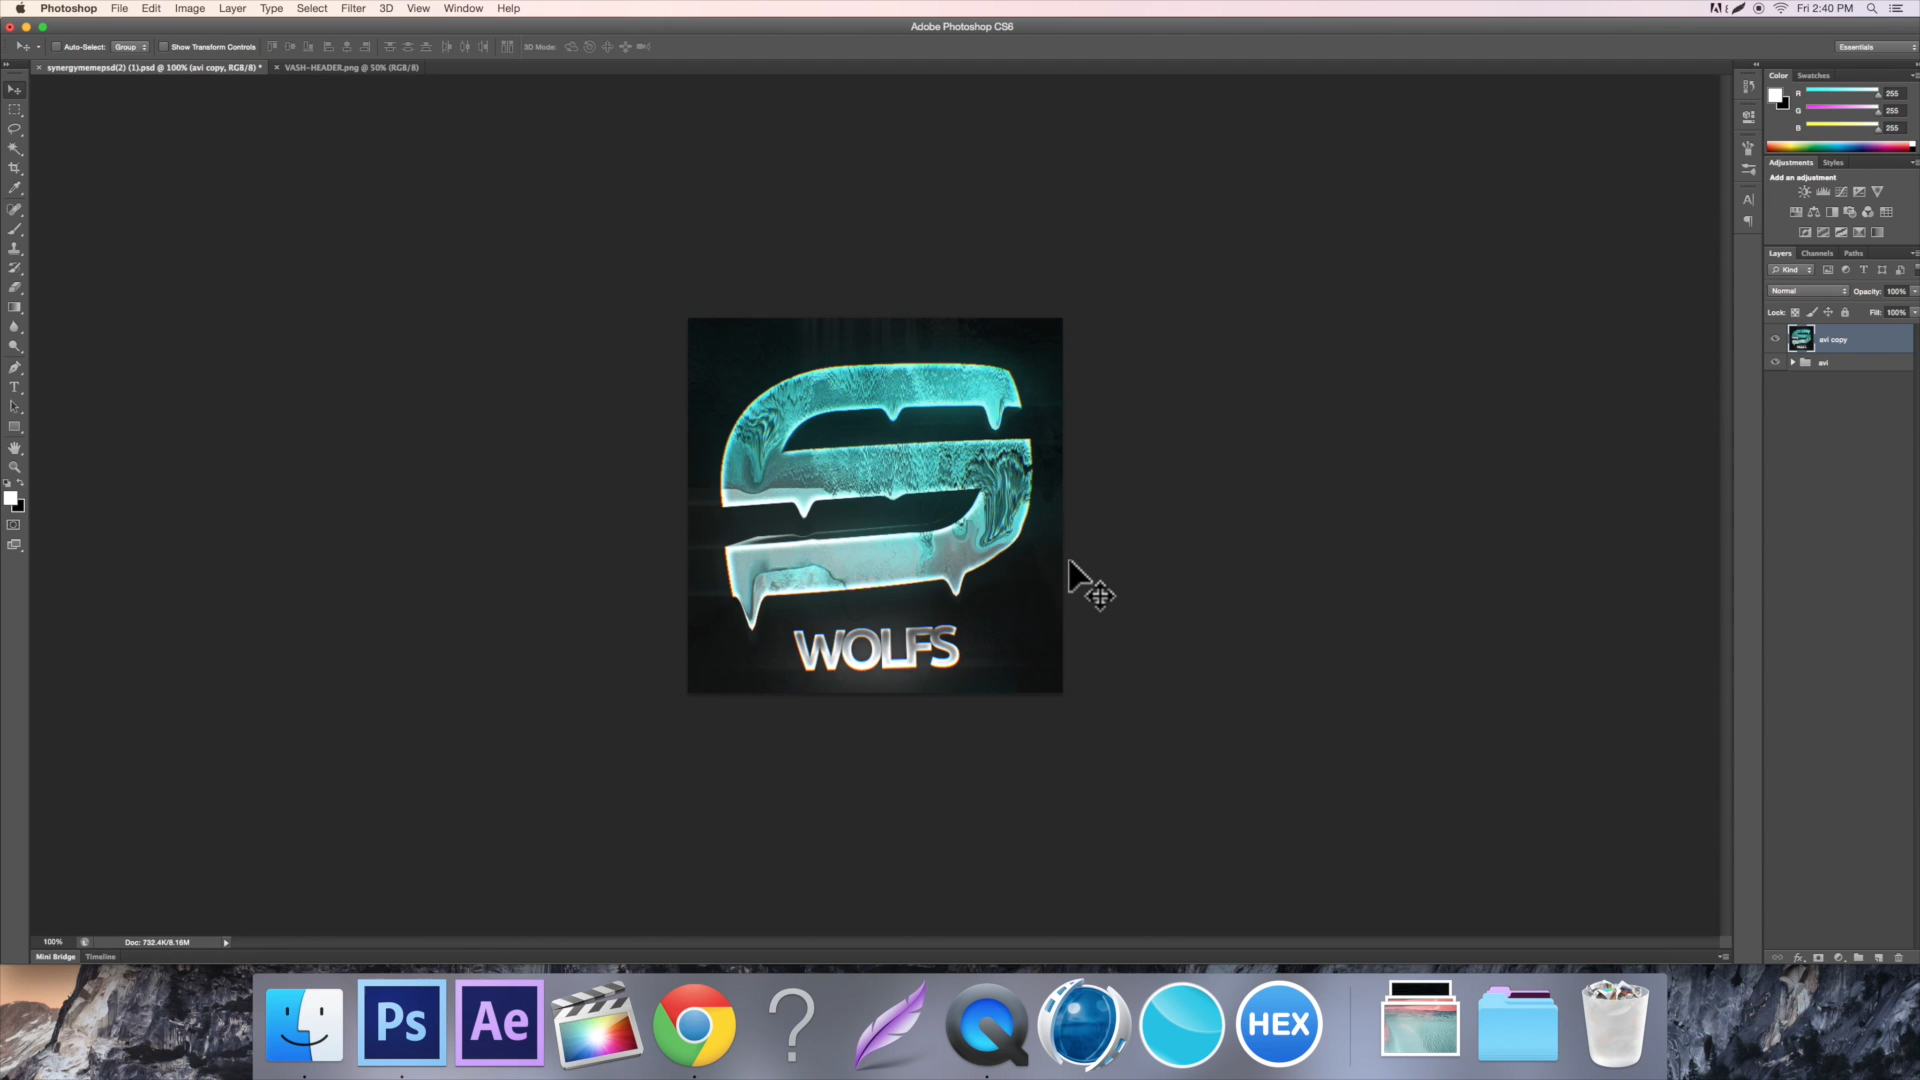 Photoshop File Edit Image Layer Type Select Filter 3D View Window Help
Fri 2:40 PM
Adobe Photoshop CS6
Auto-Select: Group Show Transform Controls 3D Mode: Essentials
synergymemepsd(2) (1).psd @ 100% (avi copy, RGB/8) * VASH-HEADER.png @ 50% (RGB/8)
Color Swatches
R 255
G 255
B 255
Adjustments Styles
Add an adjustment
Layers Channels Paths
Kind
Normal Opacity: 100%
Lock: Fill: 100%
avi copy
avi
WOLFS
100% Doc: 732.4K/8.16M
Mini Bridge Timeline
Ps Ae ? HEX